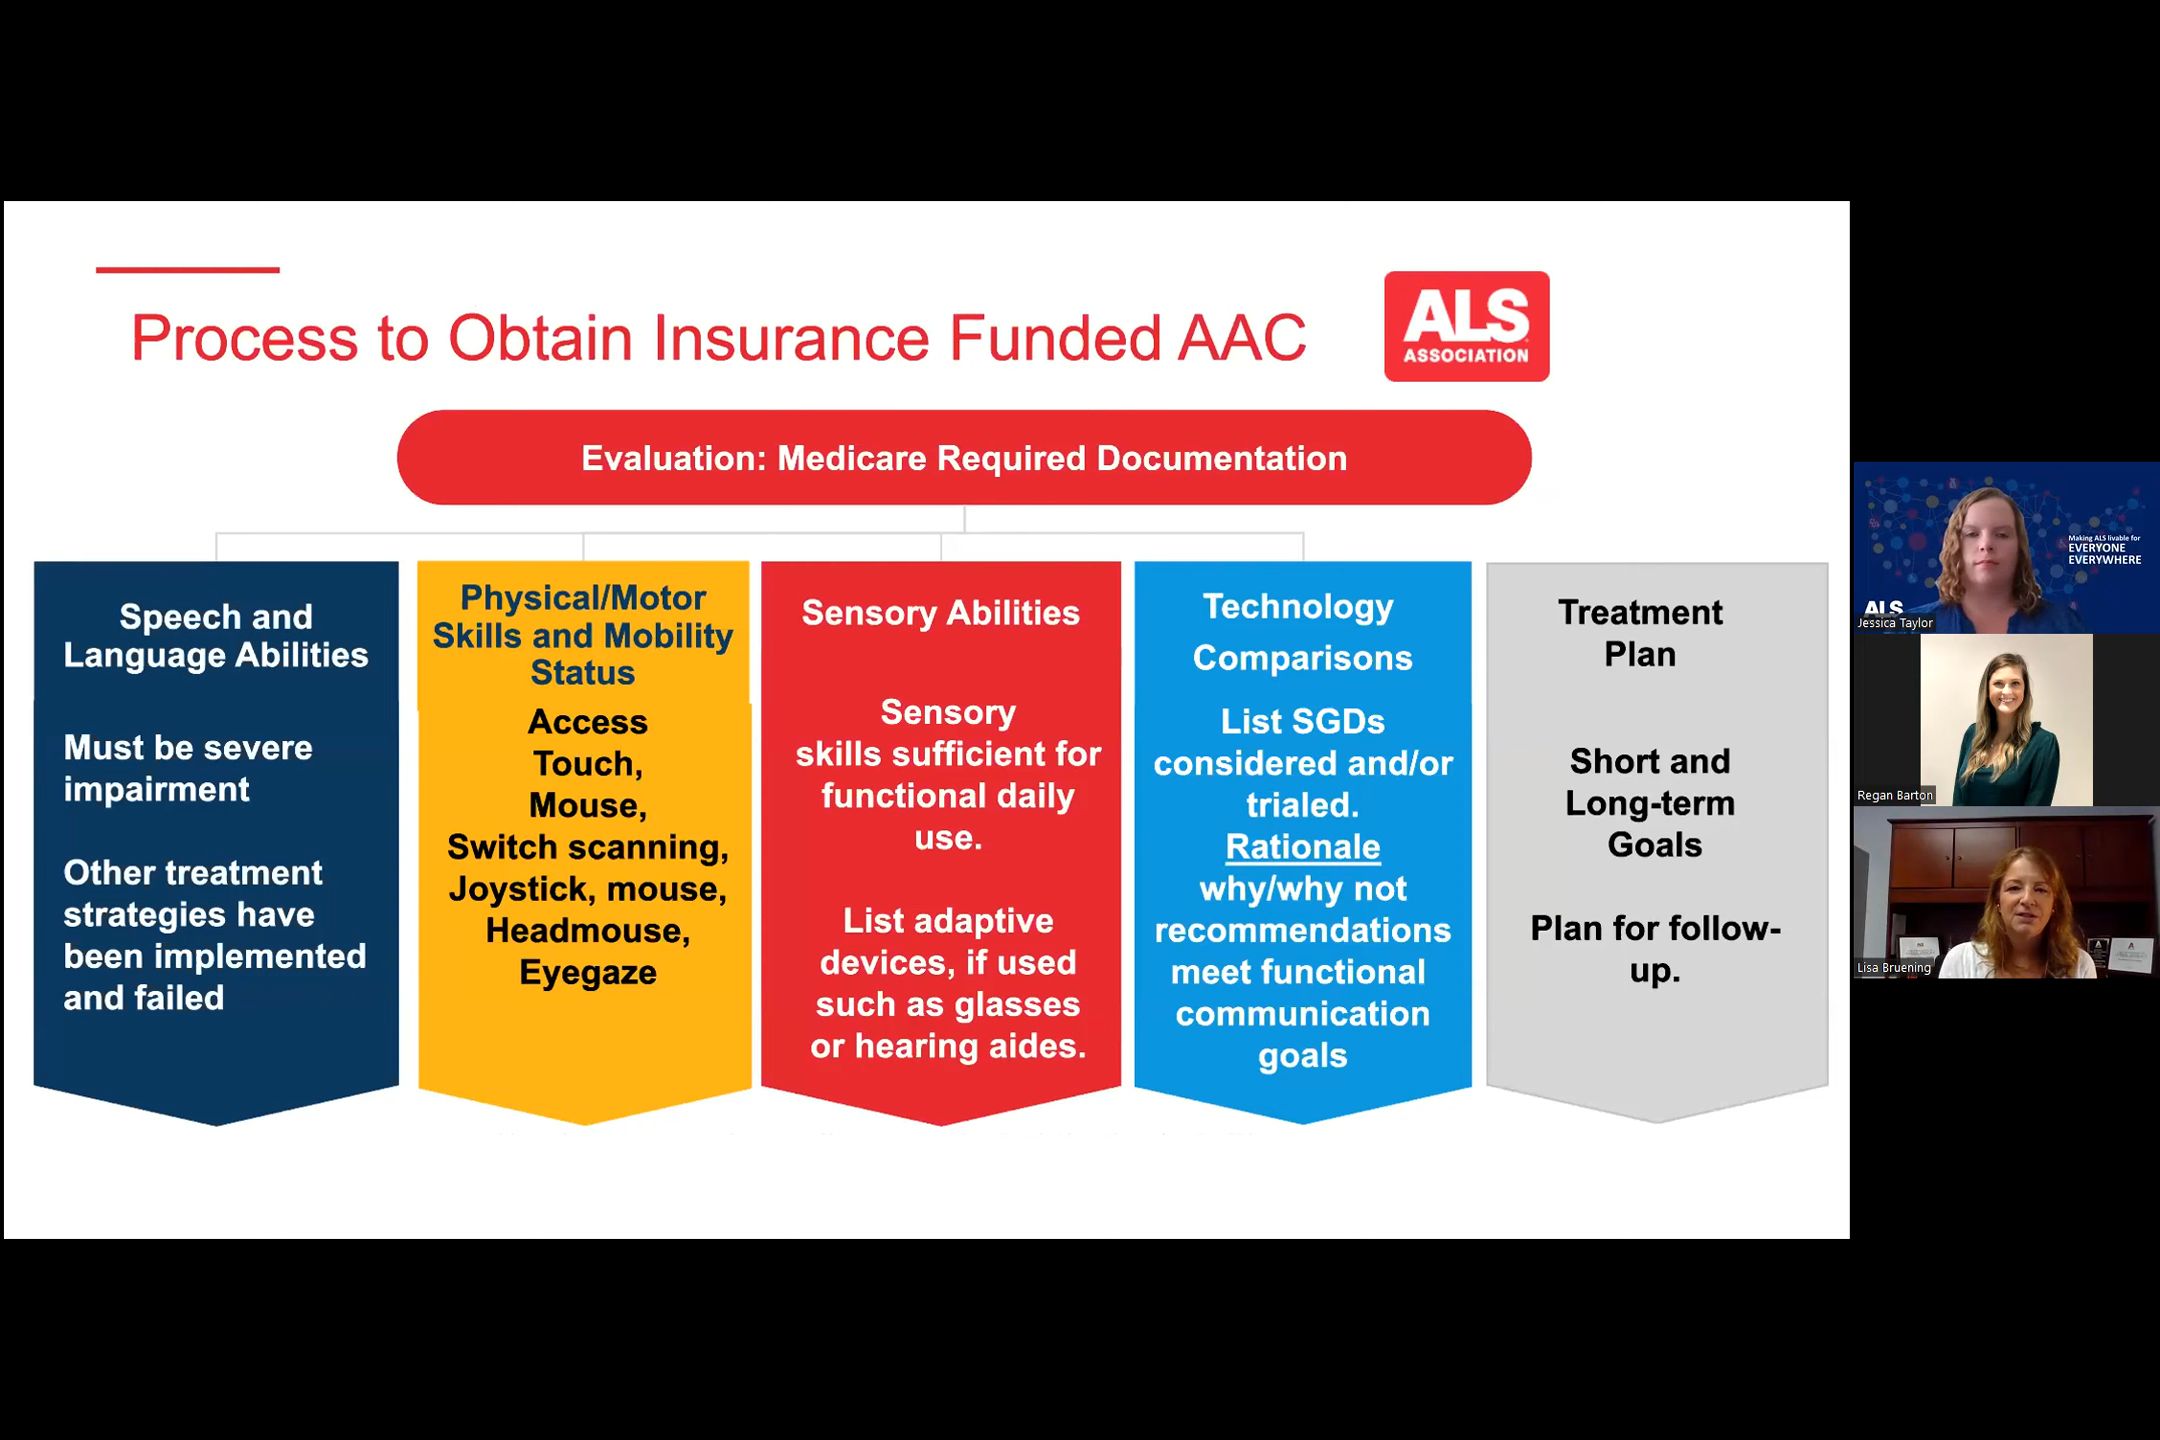 Process to Obtain Insurance Funded AAC
ALS
ASSOCIATION
Evaluation: Medicare Required Documentation
Speech and
Language Abilities
Must be severe
impairment
Other treatment
strategies have
been implemented
and failed
Physical/Motor
Skills and Mobility
Status
Access
Touch,
Mouse,
Switch scanning,
Joystick, mouse,
Headmouse,
Eyegaze
Sensory Abilities
Sensory
skills sufficient for
functional daily
use.
List adaptive
devices, if used
such as glasses
or hearing aides.
Technology
Comparisons
List SGDs
considered and/or
trialed.
Rationale
why/why not
recommendations
meet functional
communication
goals
Treatment
Plan
Short and
Long-term
Goals
Plan for follow-
up.
Making ALS livable for
EVERYONE
EVERYWHERE
ALS
Jessica Taylor
Regan Barton
Lisa Bruening